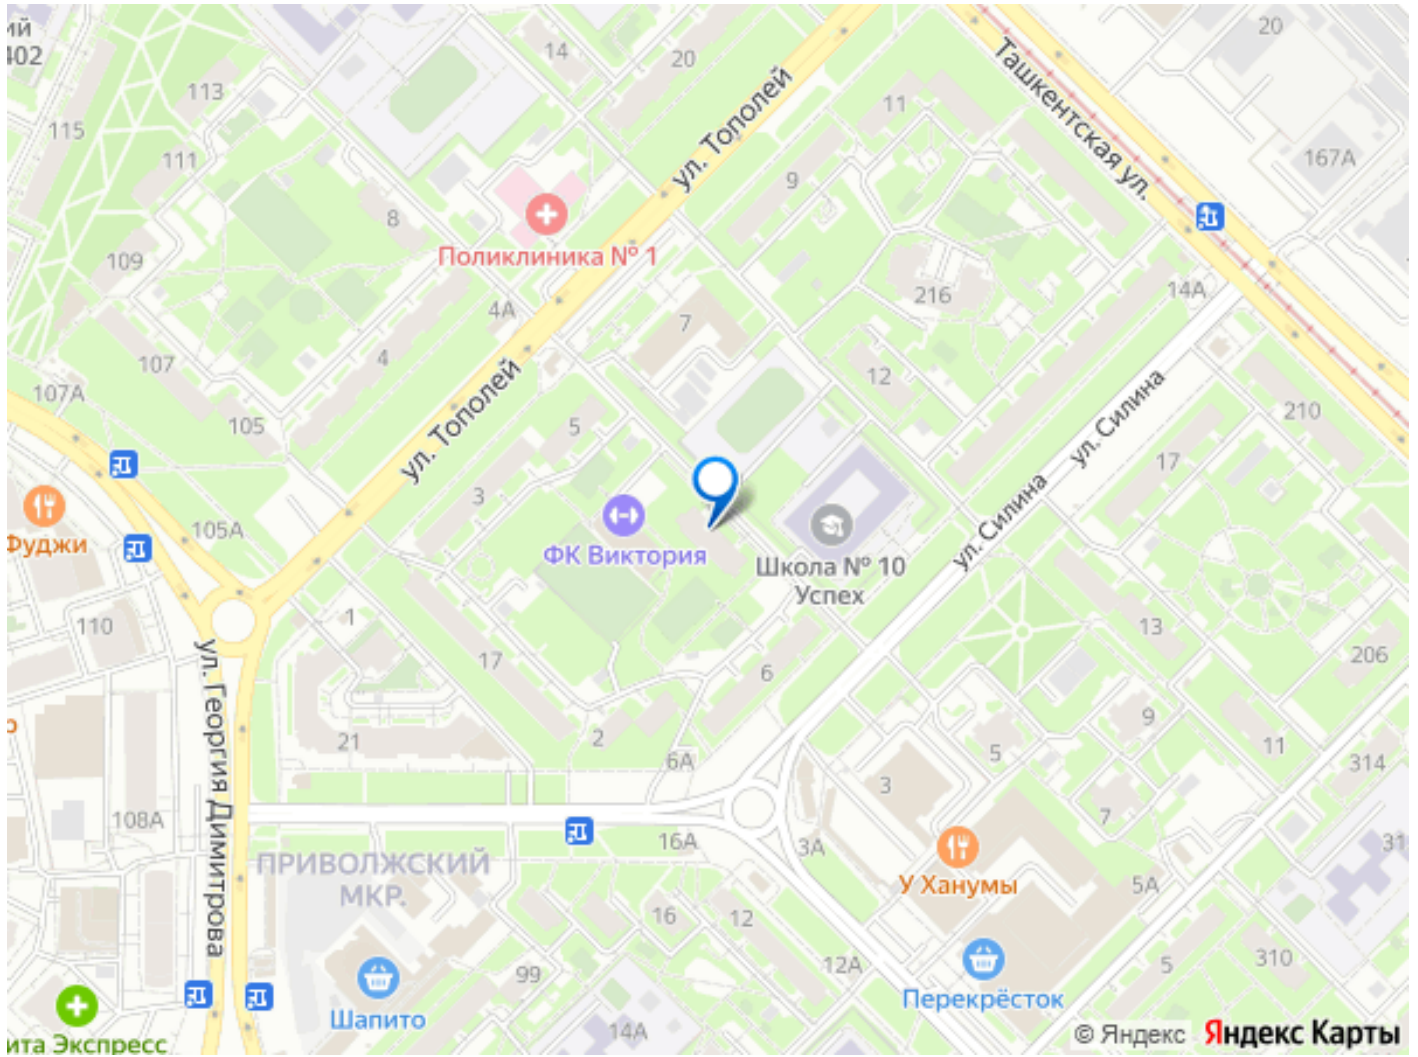 ий
402
14
20
20
Ташкентская ул.
113
115
ул. Тополей
11
167А
111
9
8
Поликлиника № 1
109
216
14А
4А
7
107
4
12
107А
105
ул. Тополей
5
ул. Силина
210
17
3
105А
Фуджи
ФК Виктория
ул. Силина
Школа № 10
Успех
110
1
13
17
6
206
ул. Георгия Димитрова
р
21
2
9
6А
5
11
3
314
108А
16А
3А
7
31
ПРИВОЛЖСКИЙ
МКР.
У Ханумы
5А
16
12
99
12А
5
310
Перекрёсток
Шапито
14А
ита Экспресс
© Яндекс Яндекс Карты